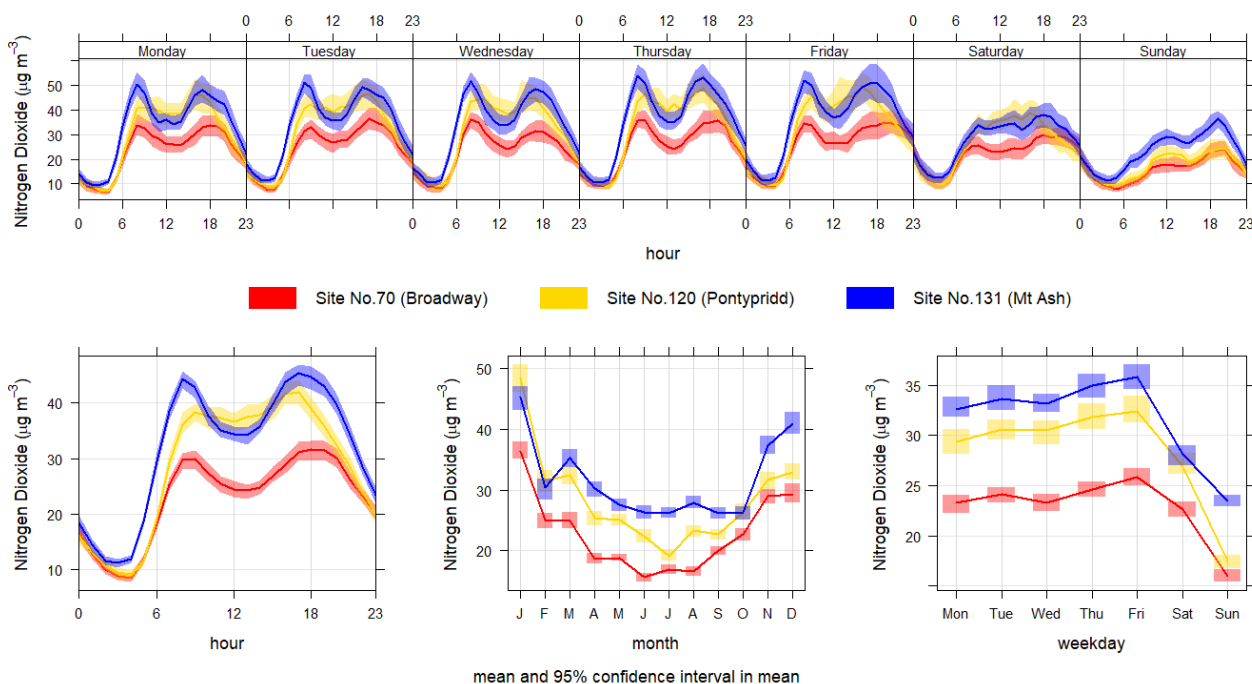 0 6 12 18 23 0 6 12 18 23 0 6 12 18 23
Monday Tuesday Wednesday Thursday Friday Saturday Sunday
Nitrogen Dioxide (μg m⁻³)
50
40
30
20
10
0 6 12 18 23 0 6 12 18 23 0 6 12 18 23 0 6 12 18 23
hour
Site No.70 (Broadway) Site No.120 (Pontypridd) Site No.131 (Mt Ash)
Nitrogen Dioxide (μg m⁻³)
40
30
20
10
0 6 12 18 23
hour
Nitrogen Dioxide (μg m⁻³)
50
40
30
20
J F M A M J J A S O N D
month
Nitrogen Dioxide (μg m⁻³)
35
30
25
20
Mon Tue Wed Thu Fri Sat Sun
weekday
mean and 95% confidence interval in mean